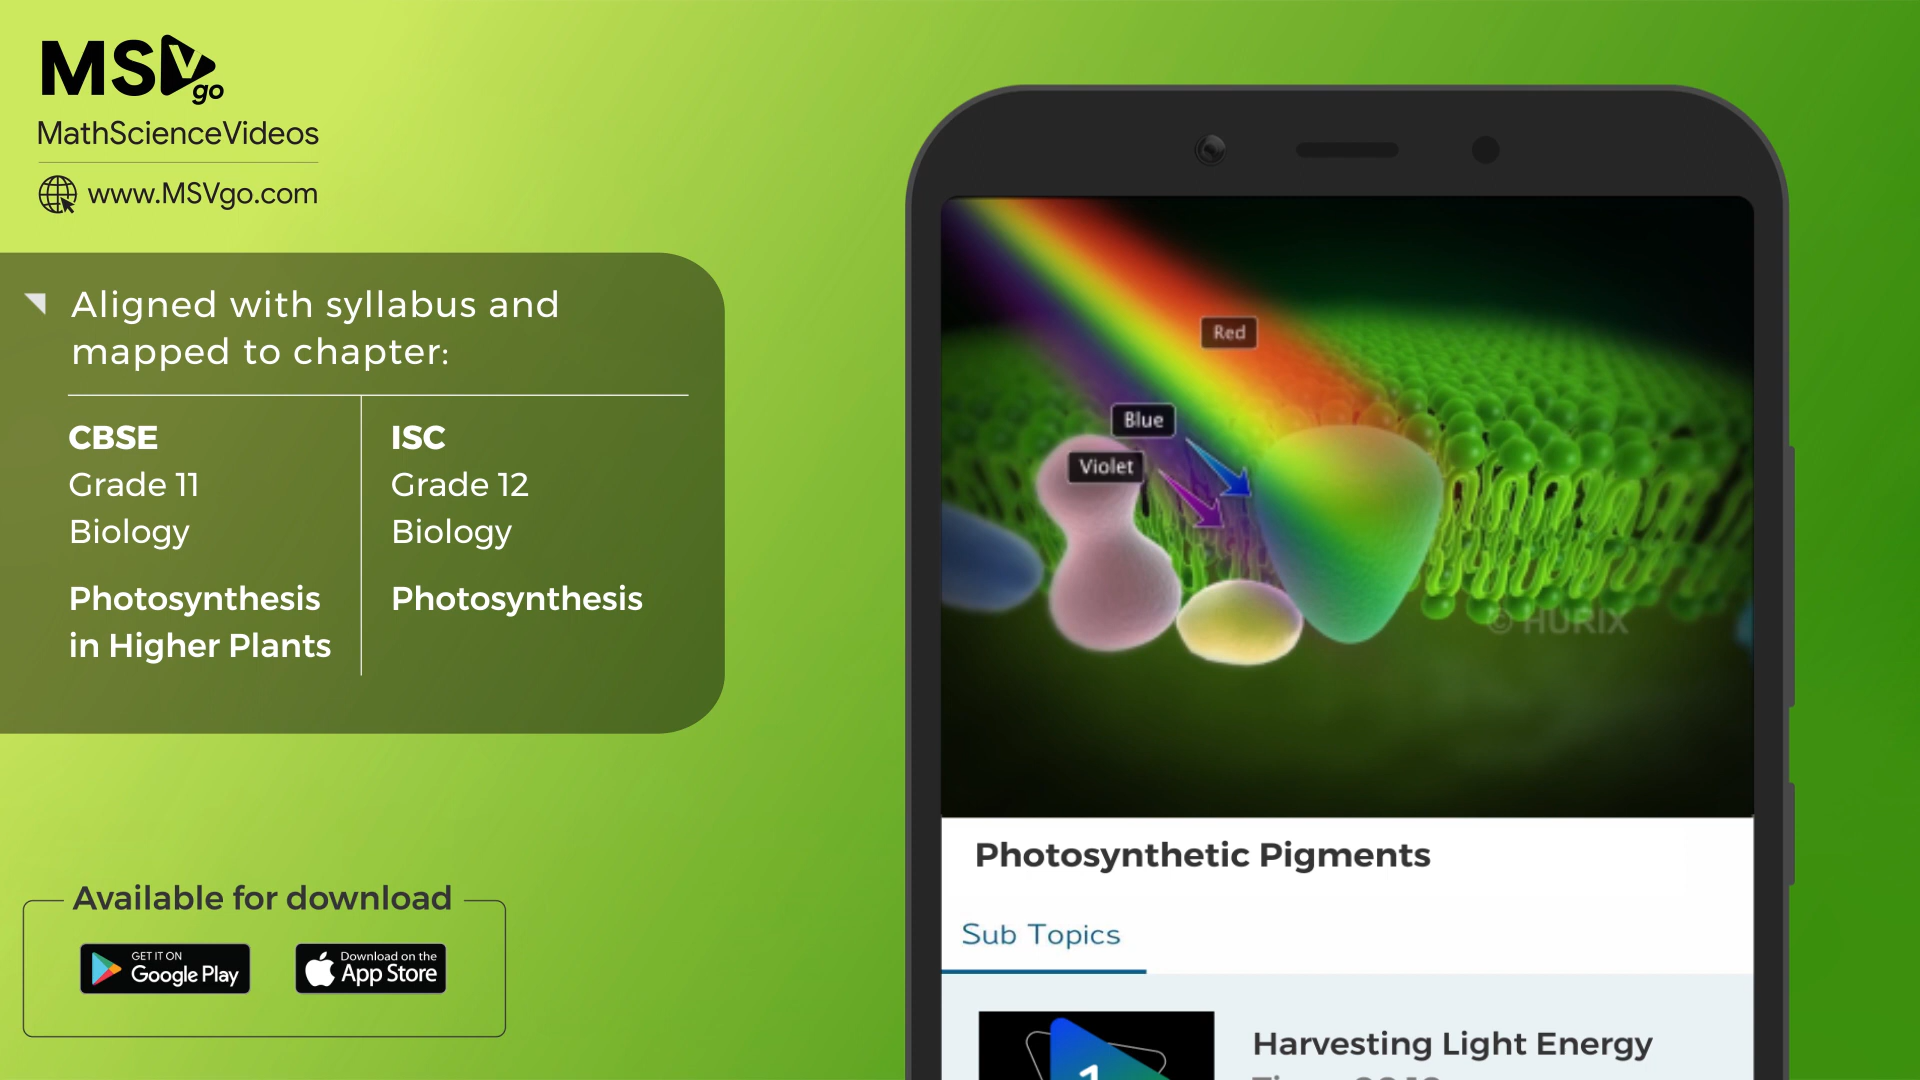 MSVgo
MathScienceVideos
www.MSVgo.com
Aligned with syllabus and
mapped to chapter:
CBSE
Grade 11
Biology
Photosynthesis
in Higher Plants
ISC
Grade 12
Biology
Photosynthesis
Available for download
GET IT ON
Google Play
Download on the
App Store
Red
Blue
Violet
© HURIX
Photosynthetic Pigments
Sub Topics
1
Harvesting Light Energy